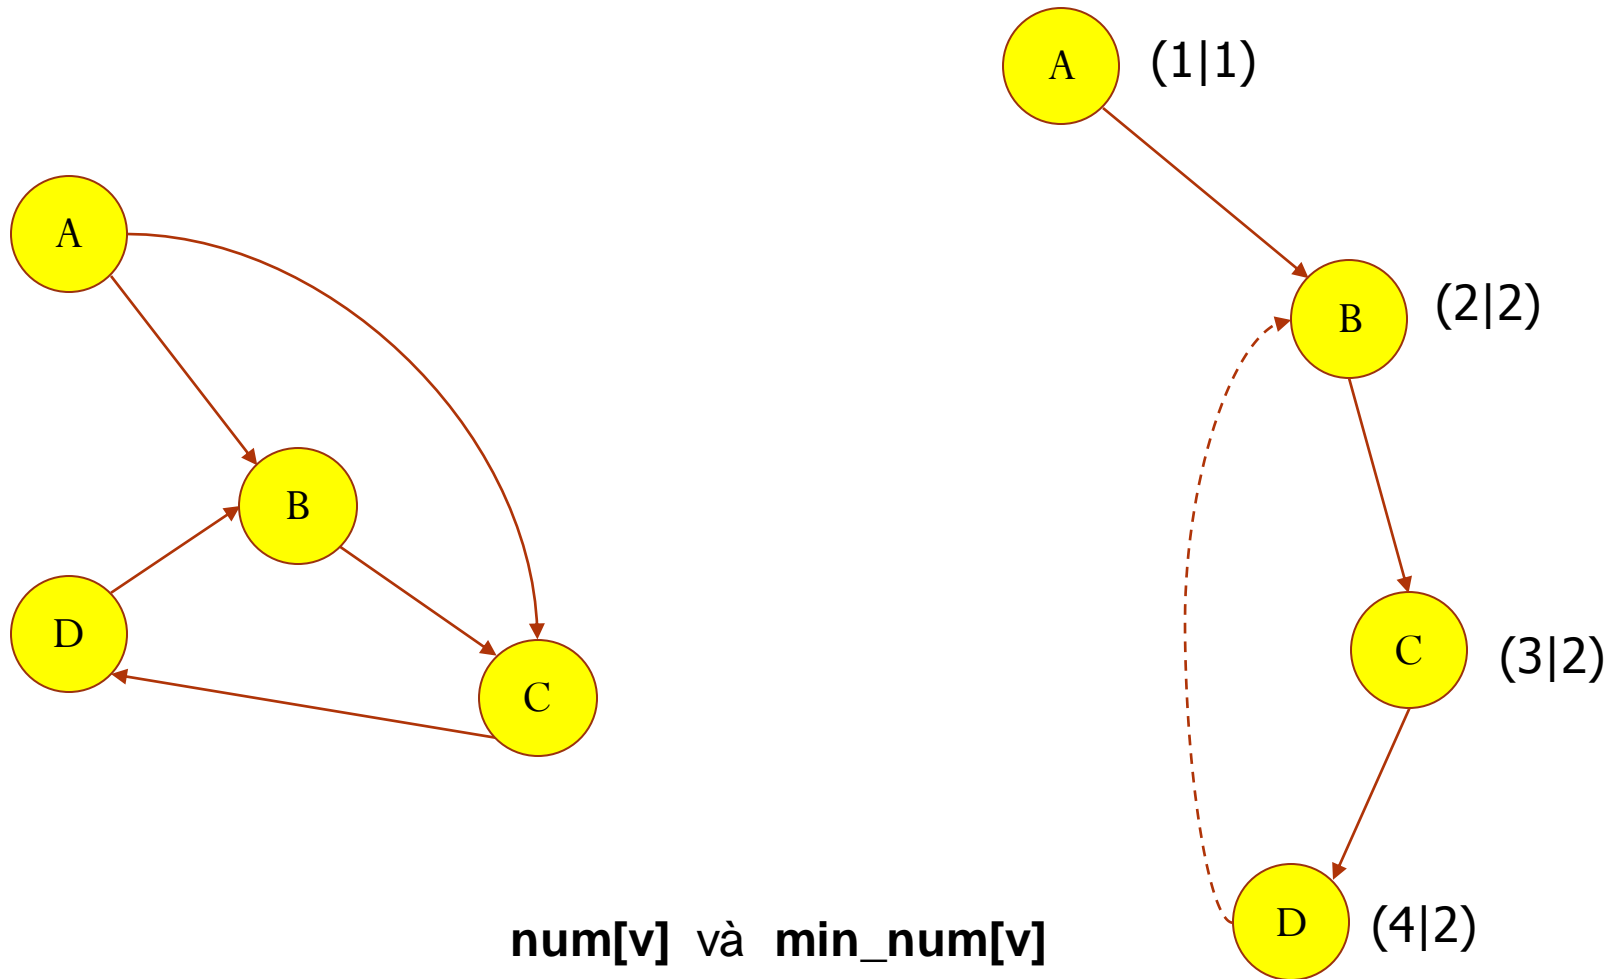 A
B
D
C
A (1|1)
B (2|2)
C (3|2)
D (4|2)
num[v] và min_num[v]